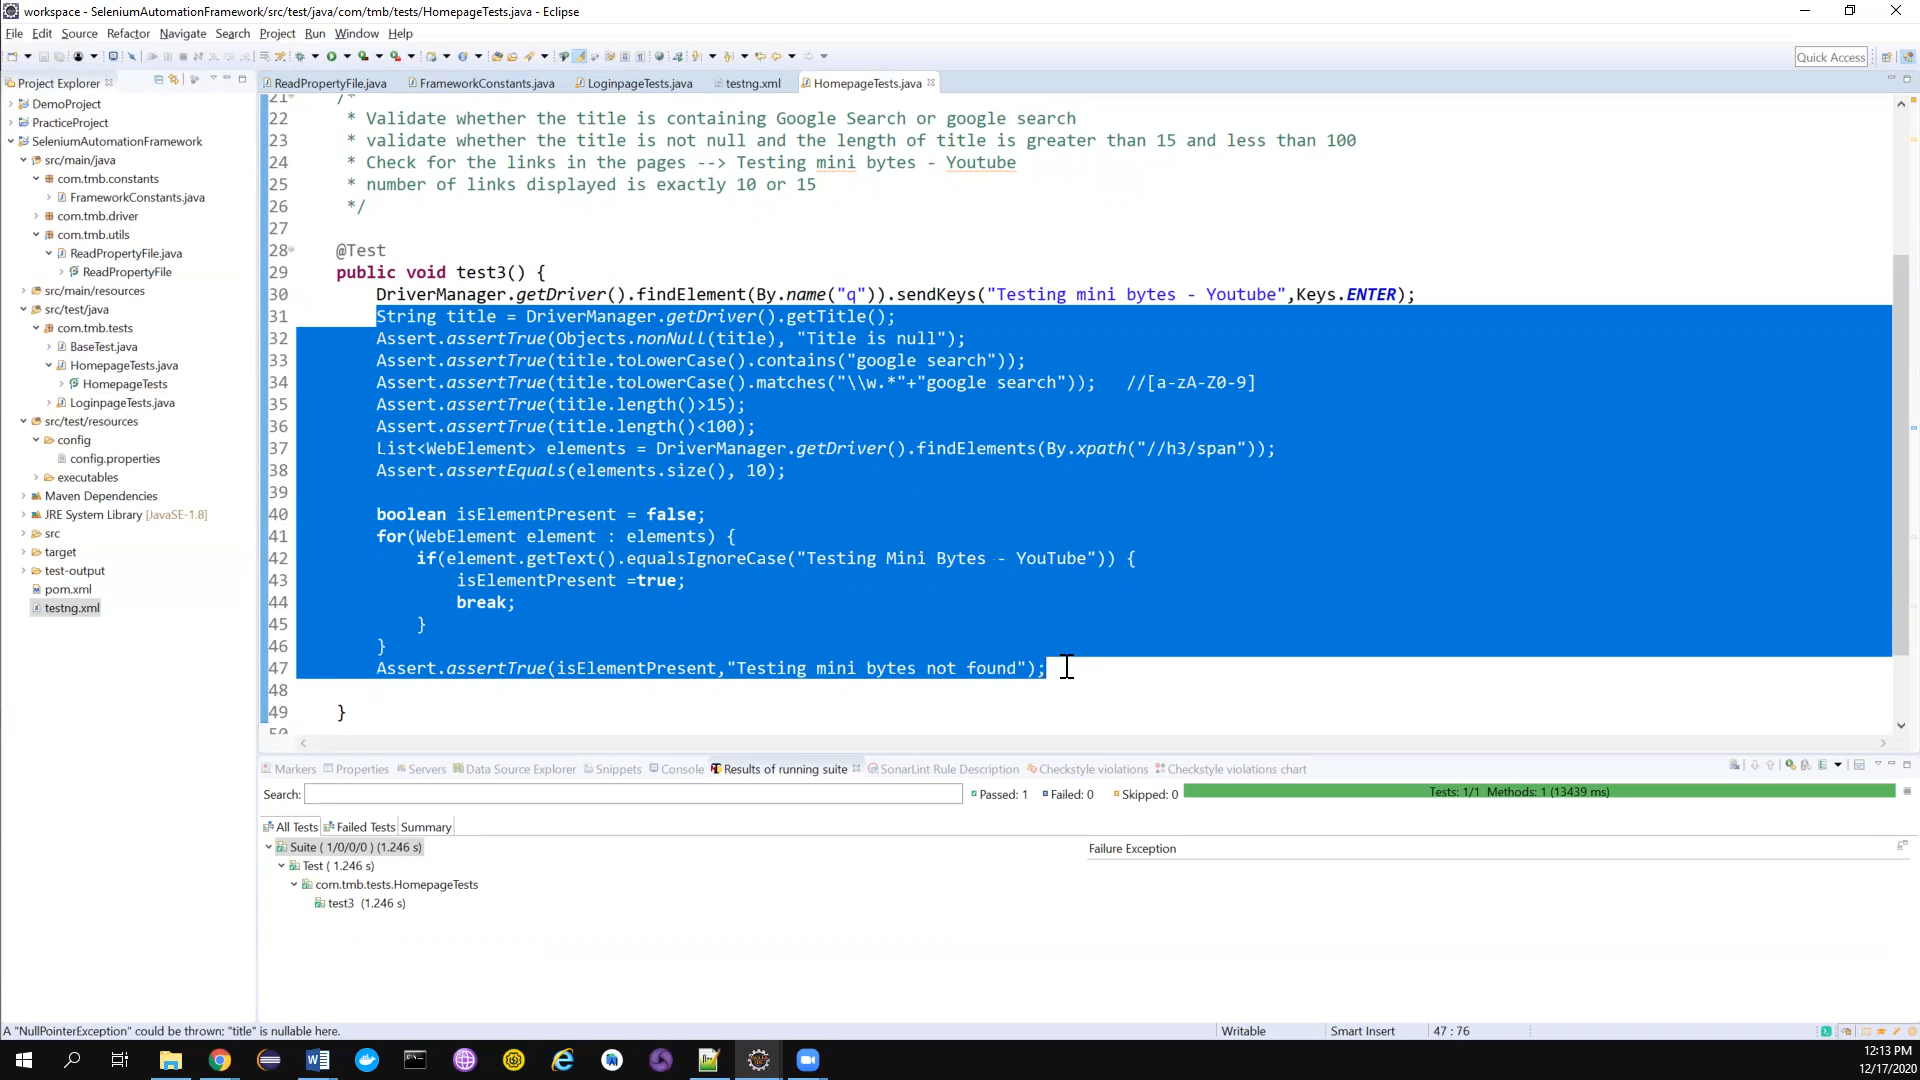 workspace - SeleniumAutomationFramework/src/test/java/com/tmb/tests/HomepageTests.java - Eclipse
File Edit Source Refactor Navigate Search Project Run Window Help
Quick Access
Project Explorer
ReadPropertyFile.java FrameworkConstants.java LoginpageTests.java testng.xml HomepageTests.java
DemoProject
PracticeProject
SeleniumAutomationFramework
src/main/java
com.tmb.constants
FrameworkConstants.java
com.tmb.driver
com.tmb.utils
ReadPropertyFile.java
ReadPropertyFile
src/main/resources
src/test/java
com.tmb.tests
BaseTest.java
HomepageTests.java
HomepageTests
LoginpageTests.java
src/test/resources
config
config.properties
executables
Maven Dependencies
JRE System Library [JavaSE-1.8]
src
target
test-output
pom.xml
testng.xml
21 /*
22 * Validate whether the title is containing Google Search or google search
23 * validate whether the title is not null and the length of title is greater than 15 and less than 100
24 * Check for the links in the pages --> Testing mini bytes - Youtube
25 * number of links displayed is exactly 10 or 15
26 */
27
28 @Test
29 public void test3() {
30 DriverManager.getDriver().findElement(By.name("q")).sendKeys("Testing mini bytes - Youtube",Keys.ENTER);
31 String title = DriverManager.getDriver().getTitle();
32 Assert.assertTrue(Objects.nonNull(title), "Title is null");
33 Assert.assertTrue(title.toLowerCase().contains("google search"));
34 Assert.assertTrue(title.toLowerCase().matches("\\w.*"+"google search")); //[a-zA-Z0-9]
35 Assert.assertTrue(title.length()>15);
36 Assert.assertTrue(title.length()<100);
37 List<WebElement> elements = DriverManager.getDriver().findElements(By.xpath("//h3/span"));
38 Assert.assertEquals(elements.size(), 10);
39
40 boolean isElementPresent = false;
41 for(WebElement element : elements) {
42 if(element.getText().equalsIgnoreCase("Testing Mini Bytes - YouTube")) {
43 isElementPresent =true;
44 break;
45 }
46 }
47 Assert.assertTrue(isElementPresent,"Testing mini bytes not found");
48
49 }
50
Markers Properties Servers Data Source Explorer Snippets Console Results of running suite SonarLint Rule Description Checkstyle violations Checkstyle violations chart
Search: Passed: 1 Failed: 0 Skipped: 0 Tests: 1/1 Methods: 1 (13439 ms)
All Tests Failed Tests Summary
Suite ( 1/0/0/0 ) (1.246 s)
Failure Exception
Test ( 1.246 s)
com.tmb.tests.HomepageTests
test3 (1.246 s)
A "NullPointerException" could be thrown; "title" is nullable here. Writable Smart Insert 47 : 76
12:13 PM
12/17/2020